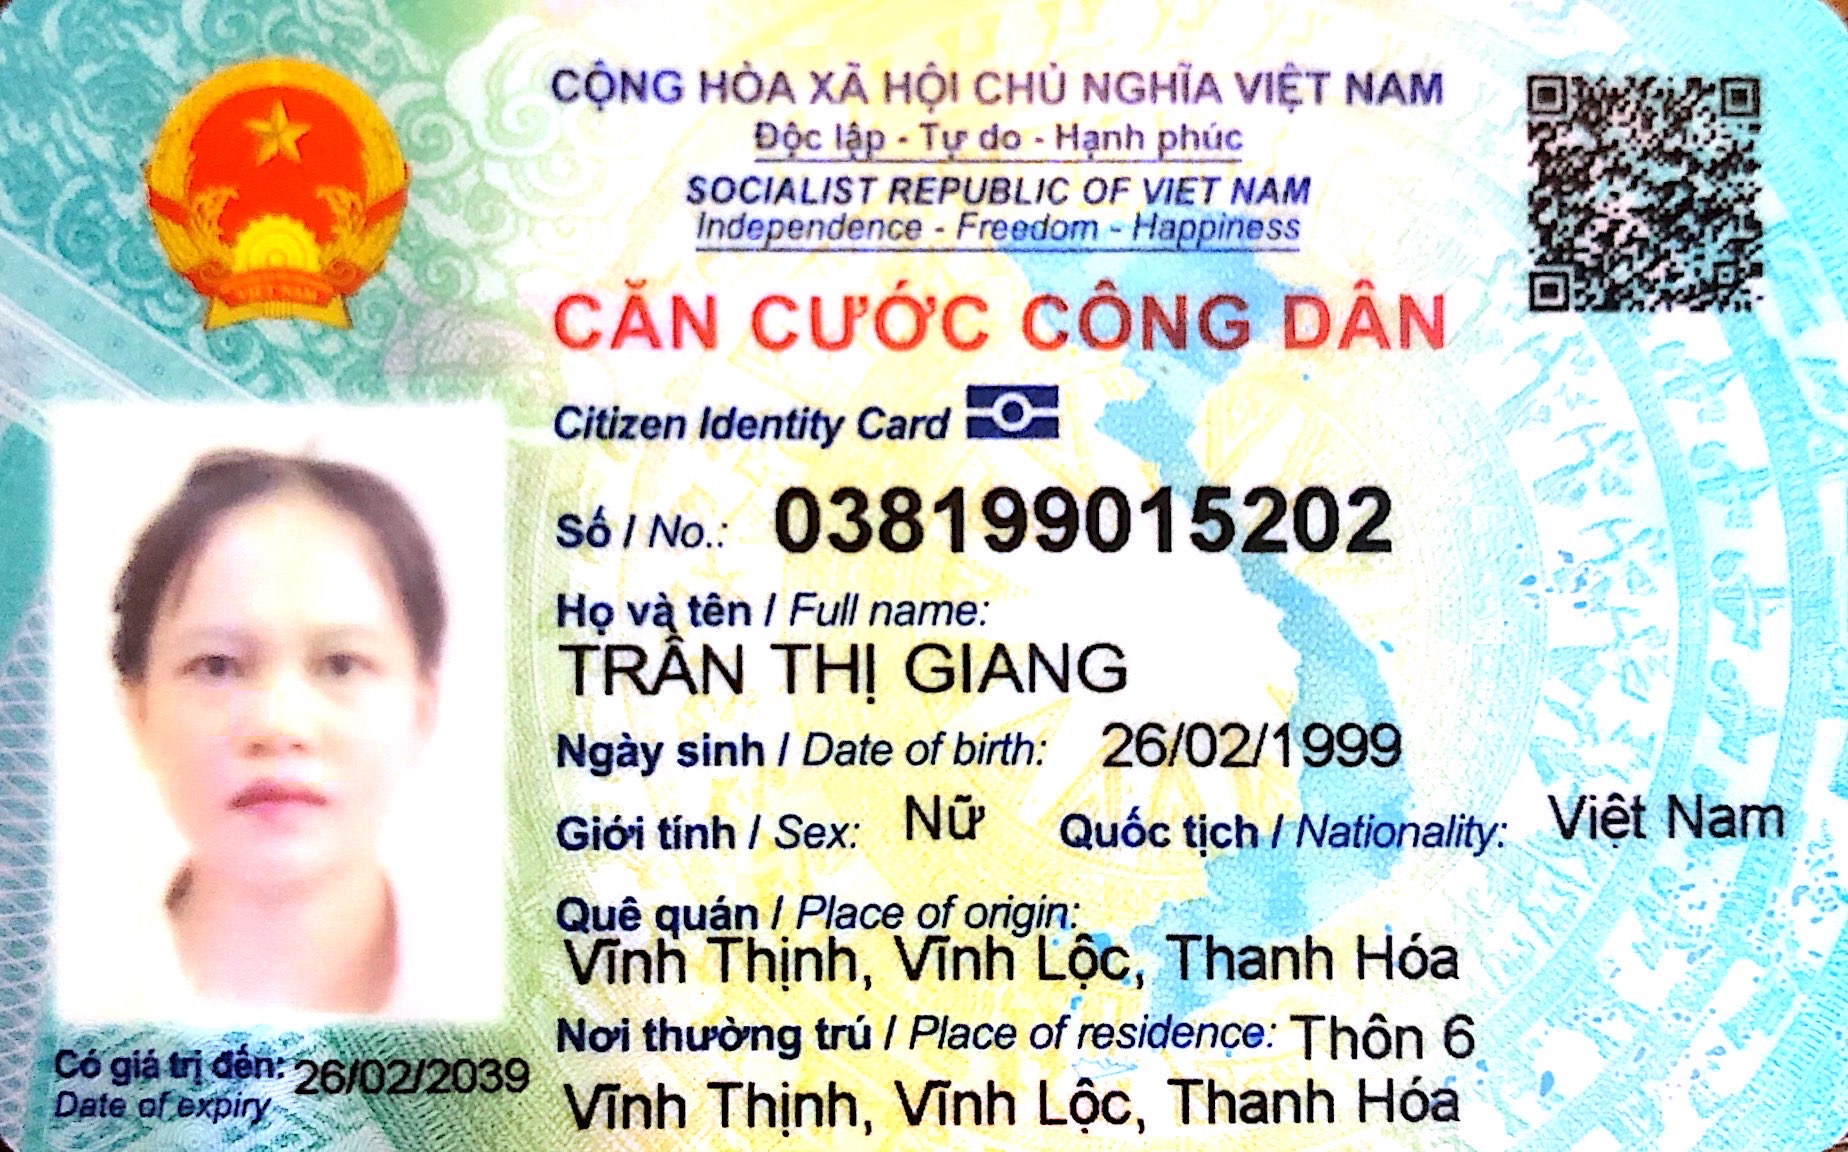 CỘNG HÒA XÃ HỘI CHỦ NGHĨA VIỆT NAM
Độc lập - Tự do - Hạnh phúc
SOCIALIST REPUBLIC OF VIET NAM
Independence - Freedom - Happiness
CĂN CƯỚC CÔNG DÂN
Citizen Identity Card
Số / No.: 038199015202
Họ và tên / Full name:
TRẦN THỊ GIANG
Ngày sinh / Date of birth: 26/02/1999
Giới tính / Sex: Nữ Quốc tịch / Nationality: Việt Nam
Quê quán / Place of origin:
Vĩnh Thịnh, Vĩnh Lộc, Thanh Hóa
Nơi thường trú / Place of residence: Thôn 6
Vĩnh Thịnh, Vĩnh Lộc, Thanh Hóa
Có giá trị đến: 26/02/2039
Date of expiry
VIỆT NAM